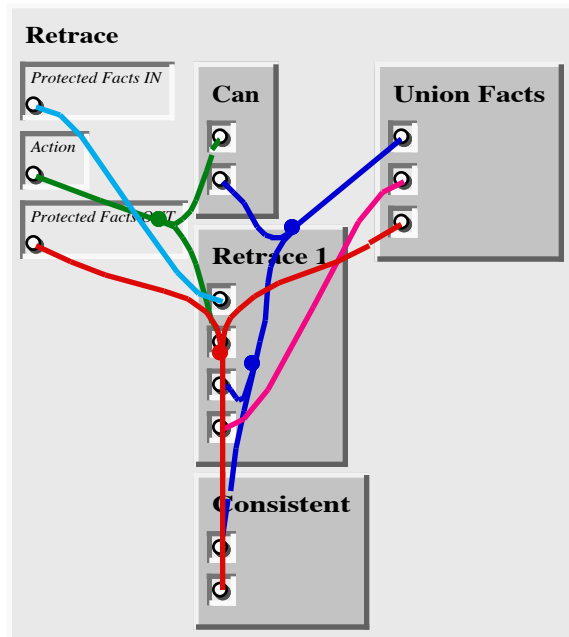 Retrace
Protected Facts IN
Action
Protected Facts OUT
Can
Union Facts
Retrace 1
Consistent